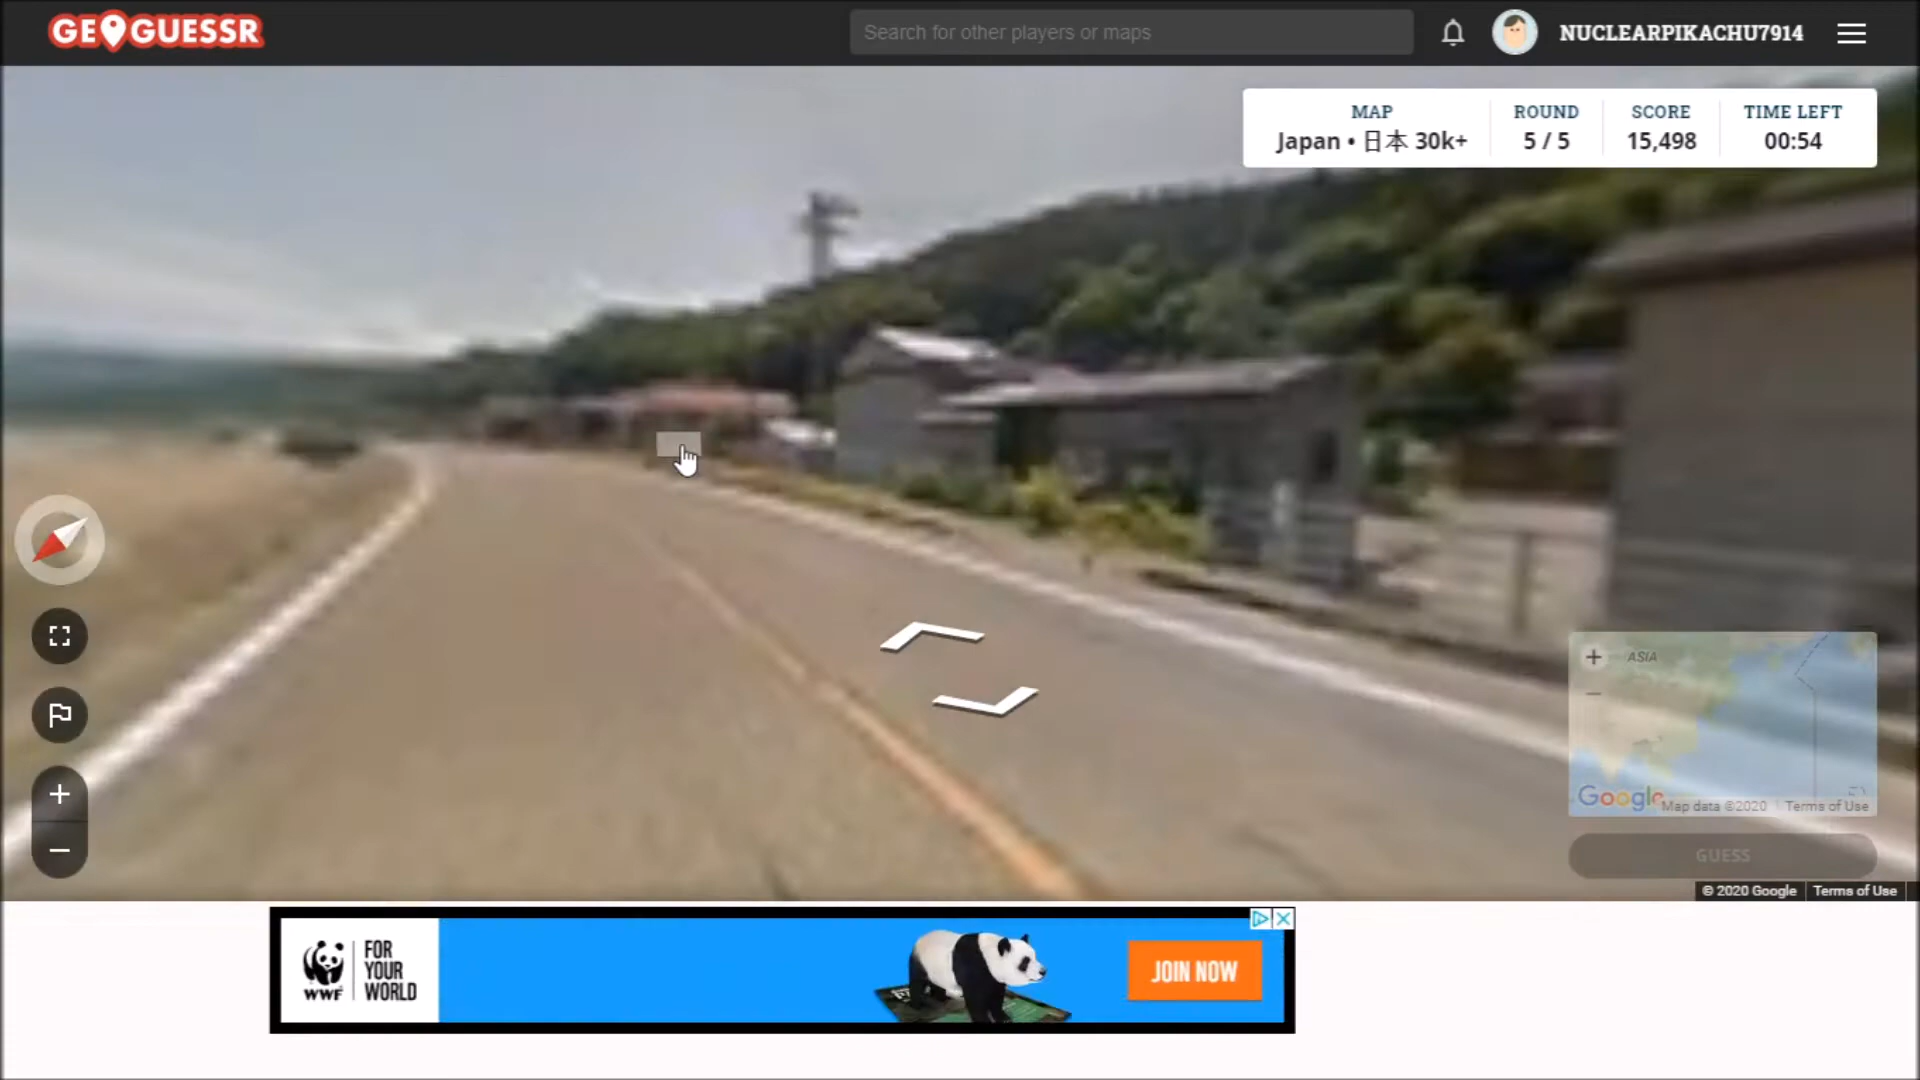 GEOGUESSR
Search for other players or maps
NUCLEARPIKACHU7914
MAP
Japan • 日本 30k+
ROUND
5 / 5
SCORE
15,498
TIME LEFT
00:54
ASIA
Google
Map data ©2020
Terms of Use
GUESS
© 2020 Google
Terms of Use
WWF
FOR
YOUR
WORLD
JOIN NOW